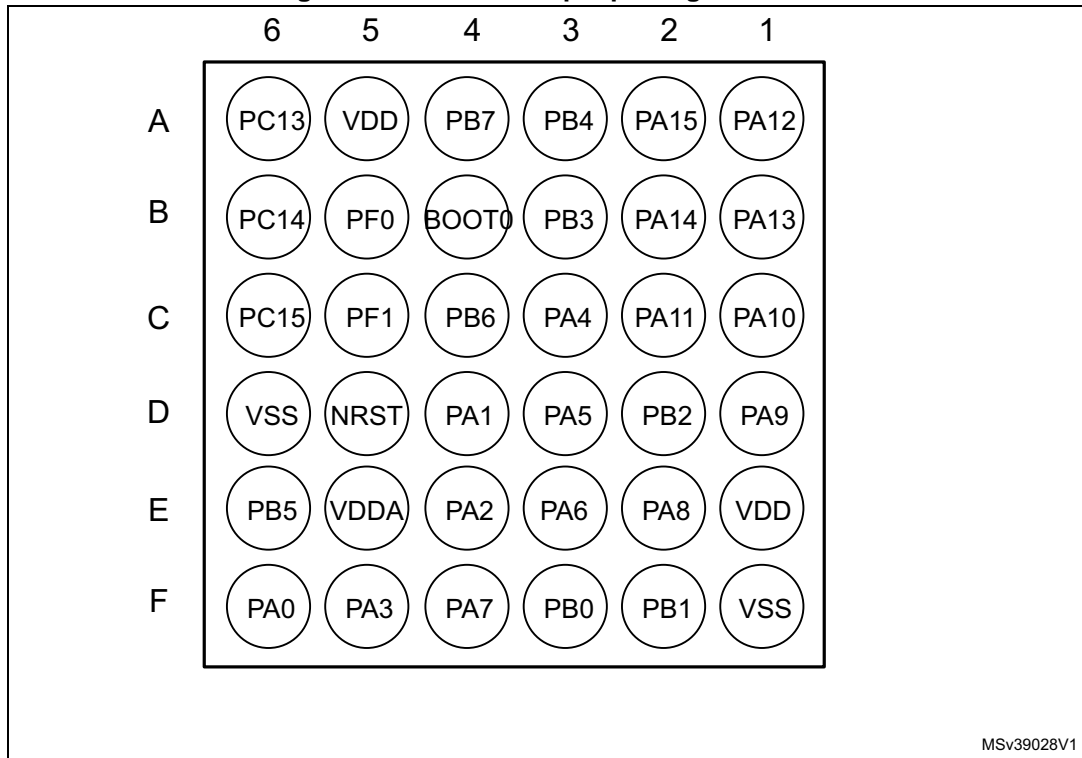 6 5 4 3 2 1
A PC13 VDD PB7 PB4 PA15 PA12
B PC14 PF0 BOOT0 PB3 PA14 PA13
C PC15 PF1 PB6 PA4 PA11 PA10
D VSS NRST PA1 PA5 PB2 PA9
E PB5 VDDA PA2 PA6 PA8 VDD
F PA0 PA3 PA7 PB0 PB1 VSS
MSv39028V1